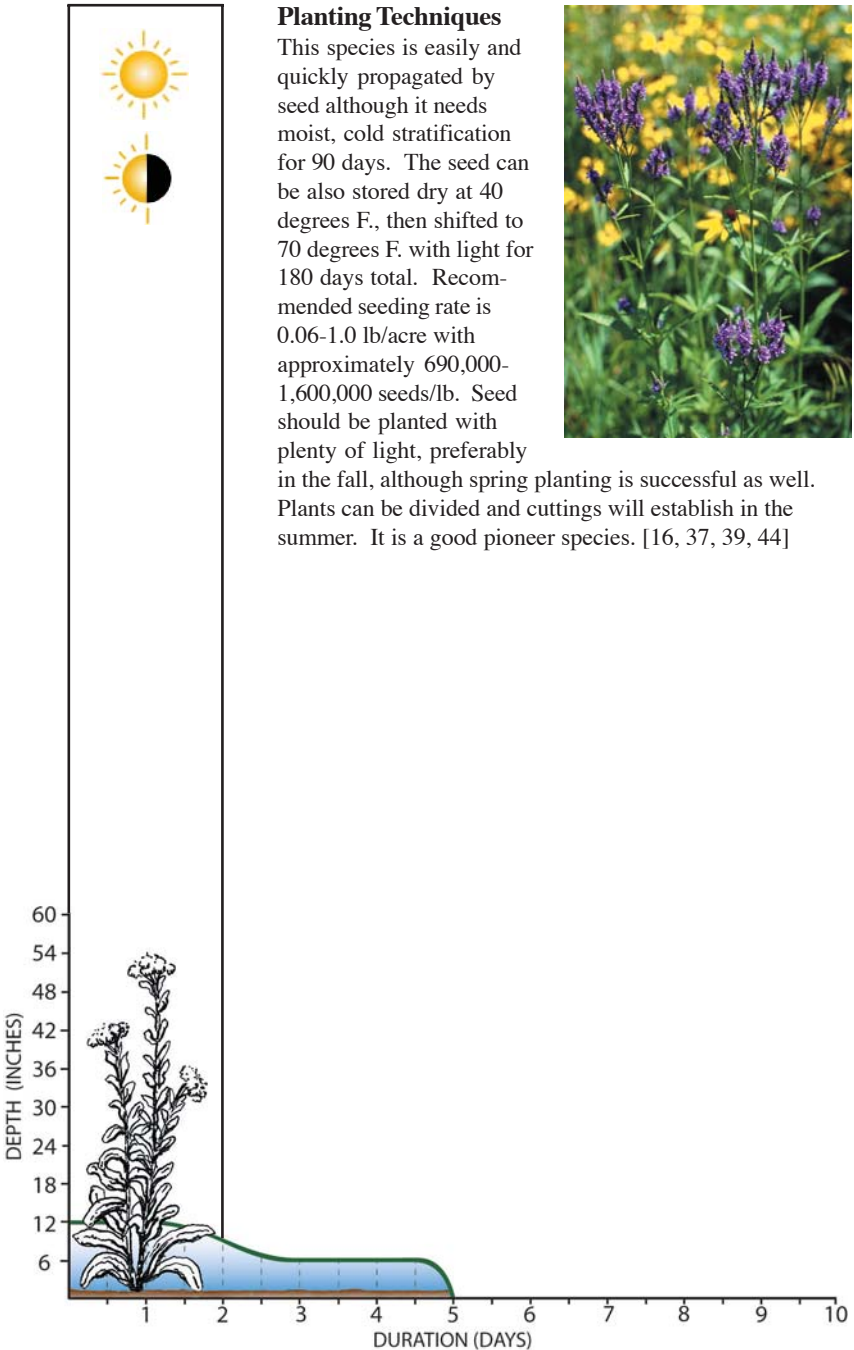 Planting Techniques
This species is easily and
quickly propagated by
seed although it needs
moist, cold stratification
for 90 days. The seed can
be also stored dry at 40
degrees F., then shifted to
70 degrees F. with light for
180 days total. Recom-
mended seeding rate is
0.06-1.0 lb/acre with
approximately 690,000-
1,600,000 seeds/lb. Seed
should be planted with
plenty of light, preferably
in the fall, although spring planting is successful as well.
Plants can be divided and cuttings will establish in the
summer. It is a good pioneer species. [16, 37, 39, 44]
DEPTH (INCHES)
60
54
48
42
36
30
24
18
12
6
1 2 3 4 5 6 7 8 9 10
DURATION (DAYS)